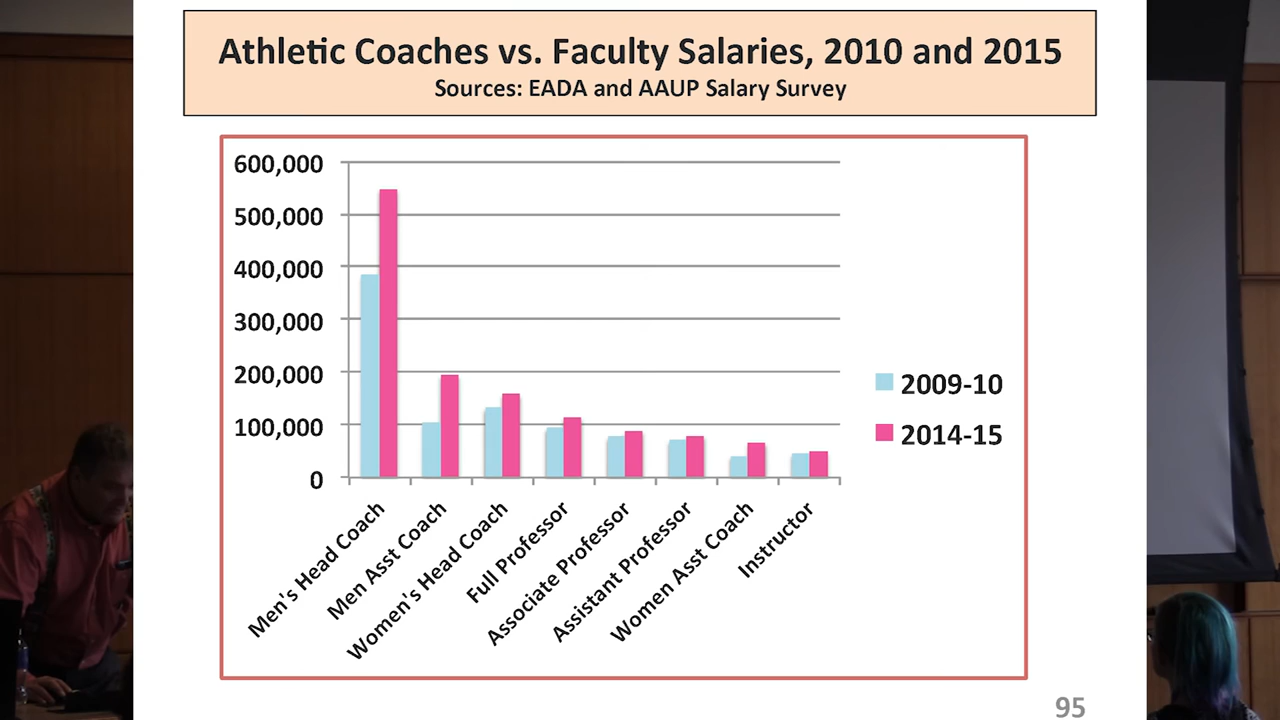 Athletic Coaches vs. Faculty Salaries, 2010 and 2015
Sources: EADA and AAUP Salary Survey
600,000
500,000
400,000
300,000
200,000
100,000
0
2009-10
2014-15
Men's Head Coach
Men Asst Coach
Women's Head Coach
Full Professor
Associate Professor
Assistant Professor
Women Asst Coach
Instructor
95